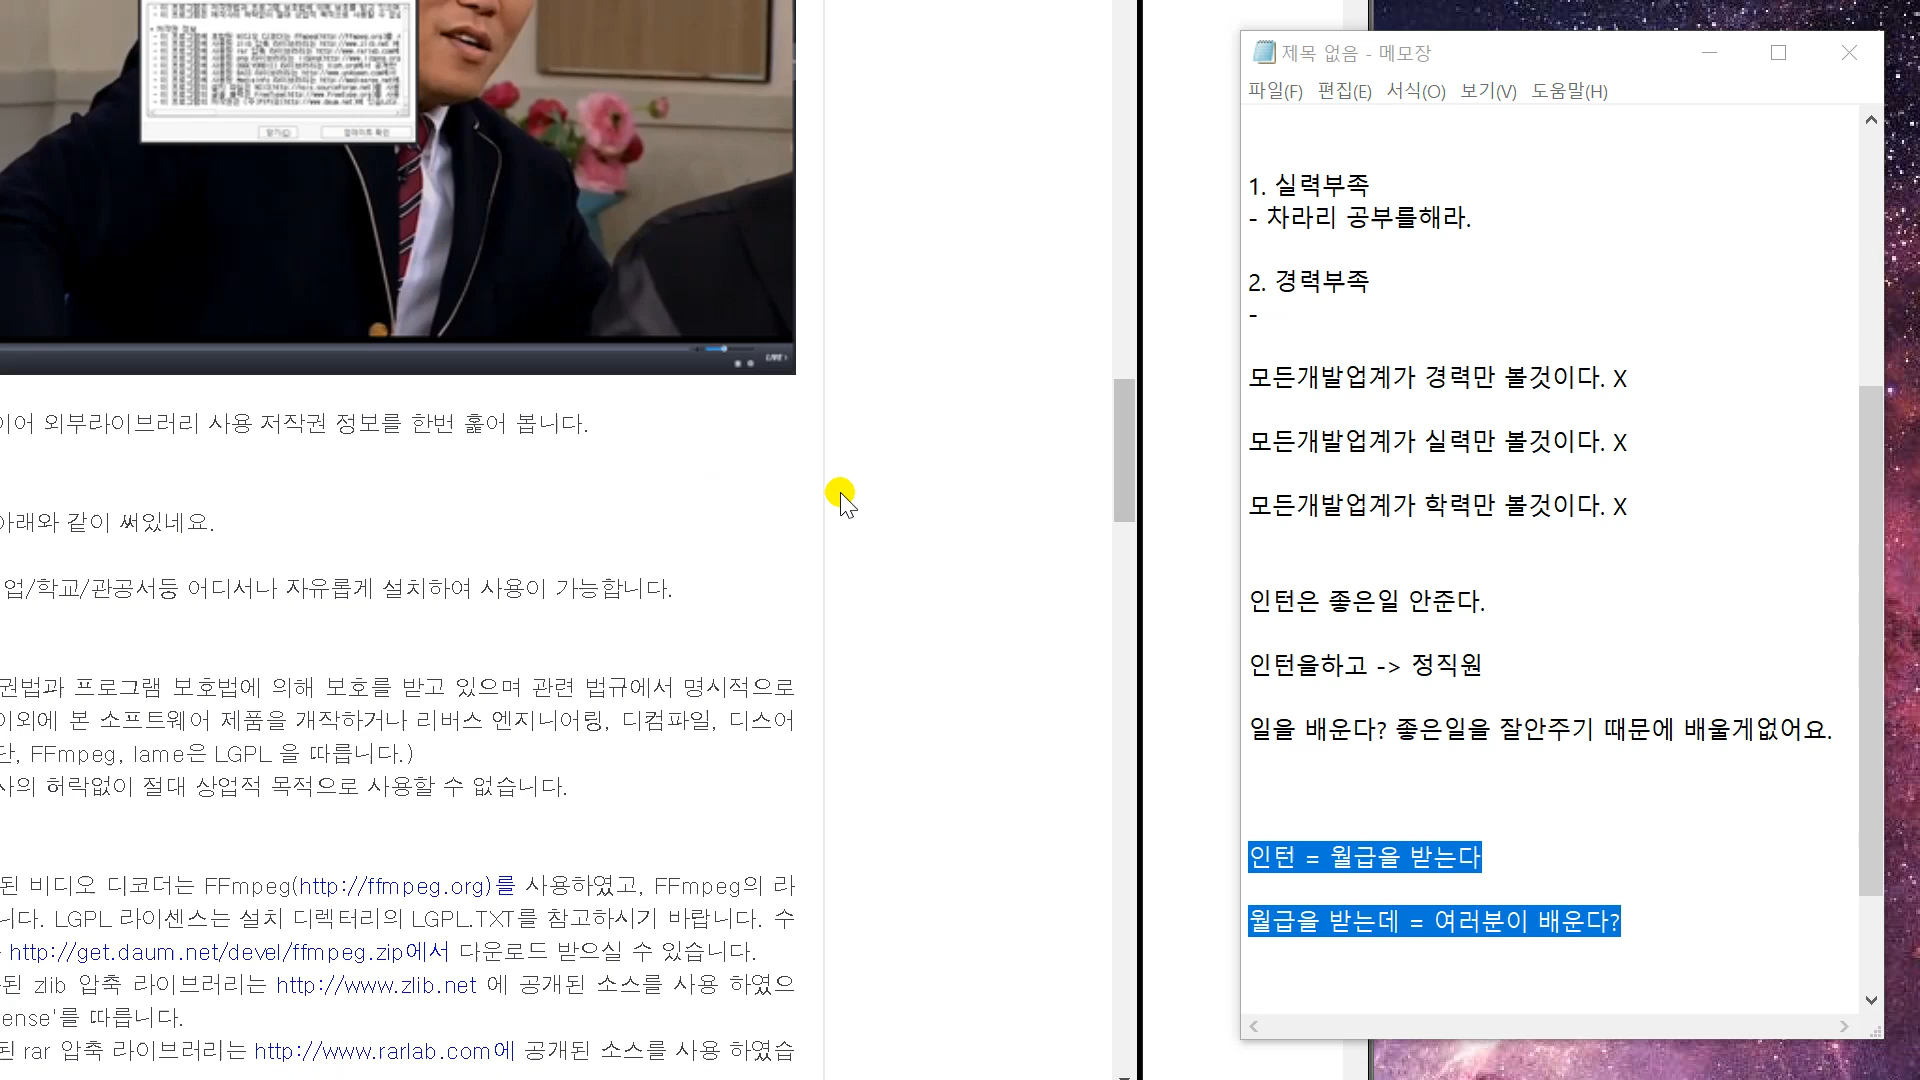 이어 외부라이브러리 사용 저작권 정보를 한번 훑어 봅니다.
아래와 같이 써있네요.
업/학교/관공서등 어디서나 자유롭게 설치하여 사용이 가능합니다.
권법과 프로그램 보호법에 의해 보호를 받고 있으며 관련 법규에서 명시적으로
이외에 본 소프트웨어 제품을 개작하거나 리버스 엔지니어링, 디컴파일, 디스어
단, FFmpeg, lame은 LGPL 을 따릅니다.)
사의 허락없이 절대 상업적 목적으로 사용할 수 없습니다.
된 비디오 디코더는 FFmpeg(http://ffmpeg.org)를 사용하였고, FFmpeg의 라
니다. LGPL 라이센스는 설치 디렉터리의 LGPL.TXT를 참고하시기 바랍니다. 수
http://get.daum.net/devel/ffmpeg.zip에서 다운로드 받으실 수 있습니다.
된 zlib 압축 라이브러리는 http://www.zlib.net 에 공개된 소스를 사용 하였으
ense'를 따릅니다.
된 rar 압축 라이브러리는 http://www.rarlab.com에 공개된 소스를 사용 하였습
제목 없음 - 메모장
파일(F) 편집(E) 서식(O) 보기(V) 도움말(H)
1. 실력부족
- 차라리 공부를해라.
2. 경력부족
-
모든개발업계가 경력만 볼것이다. X
모든개발업계가 실력만 볼것이다. X
모든개발업계가 학력만 볼것이다. X
인턴은 좋은일 안준다.
인턴을하고 -> 정직원
일을 배운다? 좋은일을 잘안주기 때문에 배울게없어요.
인턴 = 월급을 받는다
월급을 받는데 = 여러분이 배운다?